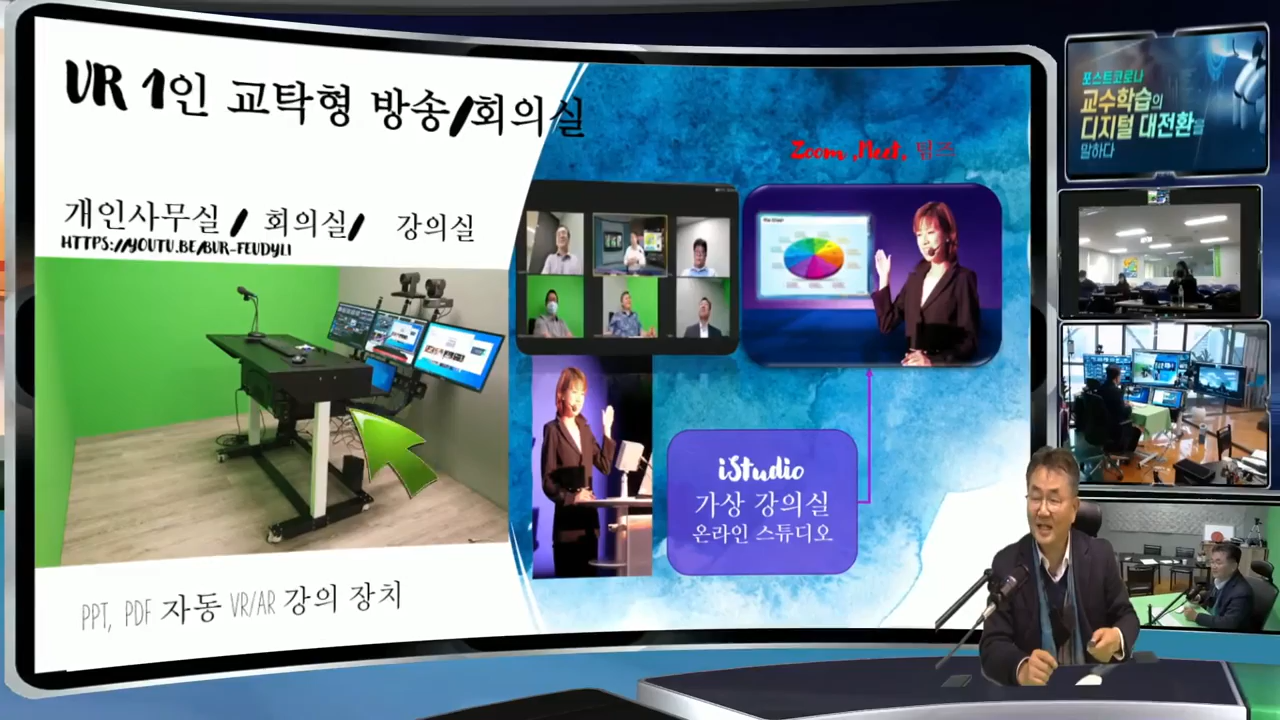 VR 1인 교탁형 방송/회의실
Zoom ,Meet, 팀즈
개인사무실 / 회의실/ 강의실
HTTPS://YOUTU.BE/BUR-FEUDYLI
iStudio
가상 강의실
온라인 스튜디오
PPT, PDF 자동 VR/AR 강의 장치
포스트코로나
교수학습의
디지털 대전환을
말하다